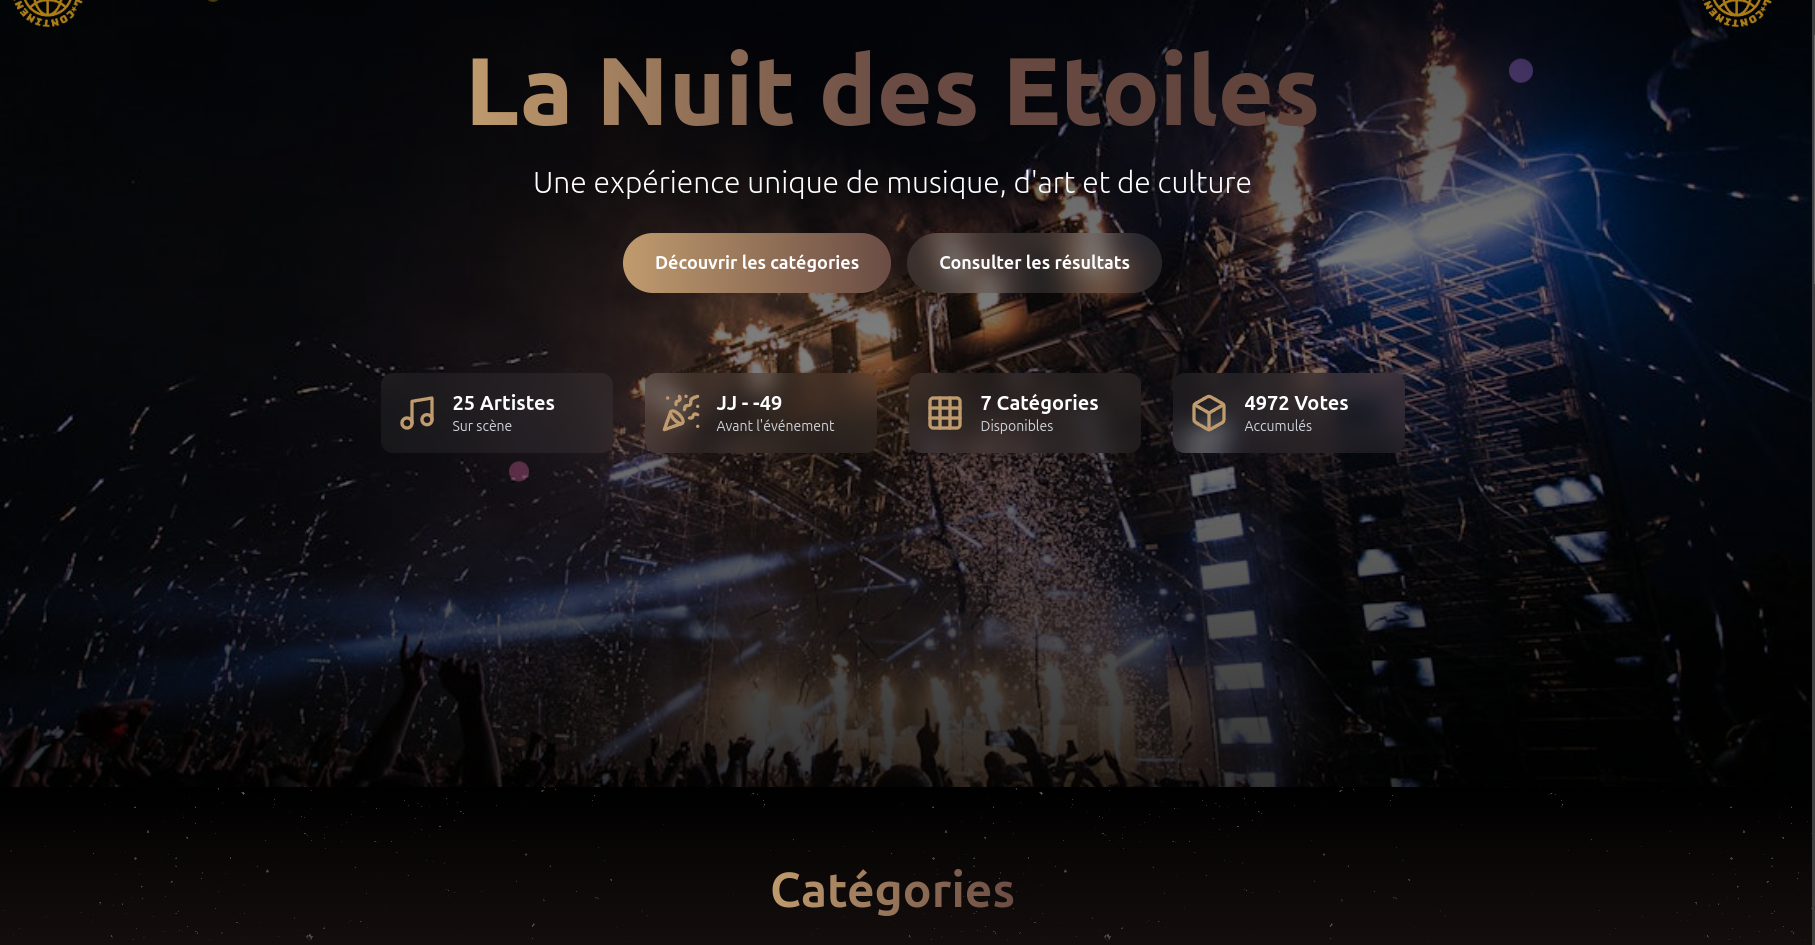 La Nuit des Etoiles
Une expérience unique de musique, d'art et de culture
Découvrir les catégories
Consulter les résultats
25 Artistes
Sur scène
JJ - -49
Avant l'événement
7 Catégories
Disponibles
4972 Votes
Accumulés
Catégories